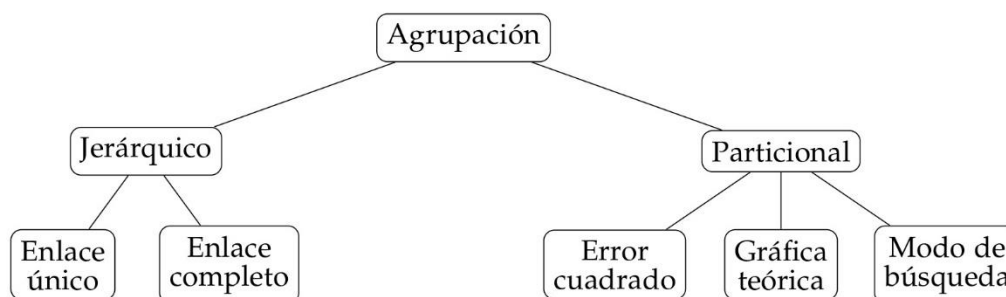 Agrupación
Jerárquico
Particional
Enlace
único
Enlace
completo
Error
cuadrado
Gráfica
teórica
Modo de
búsqueda